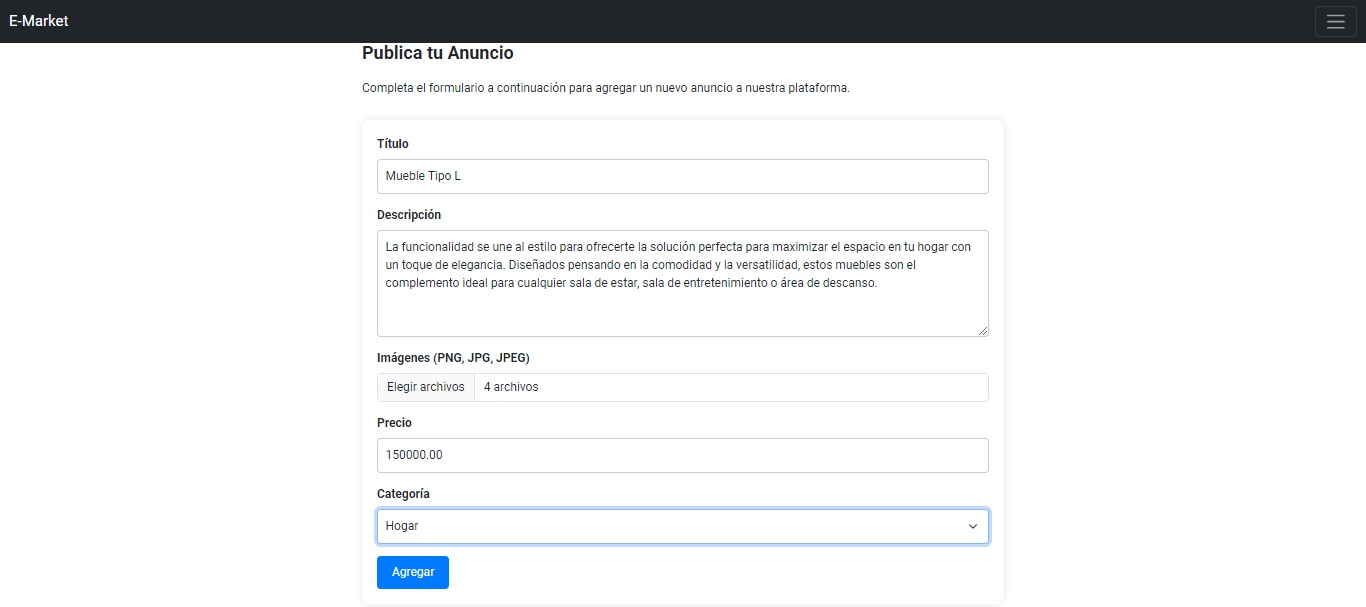 E-Market
Publica tu Anuncio
Completa el formulario a continuación para agregar un nuevo anuncio a nuestra plataforma.
Título
Mueble Tipo L
Descripción
La funcionalidad se une al estilo para ofrecerte la solución perfecta para maximizar el espacio en tu hogar con
un toque de elegancia. Diseñados pensando en la comodidad y la versatilidad, estos muebles son el
complemento ideal para cualquier sala de estar, sala de entretenimiento o área de descanso.
Imágenes (PNG, JPG, JPEG)
Elegir archivos 4 archivos
Precio
150000.00
Categoría
Hogar
Agregar